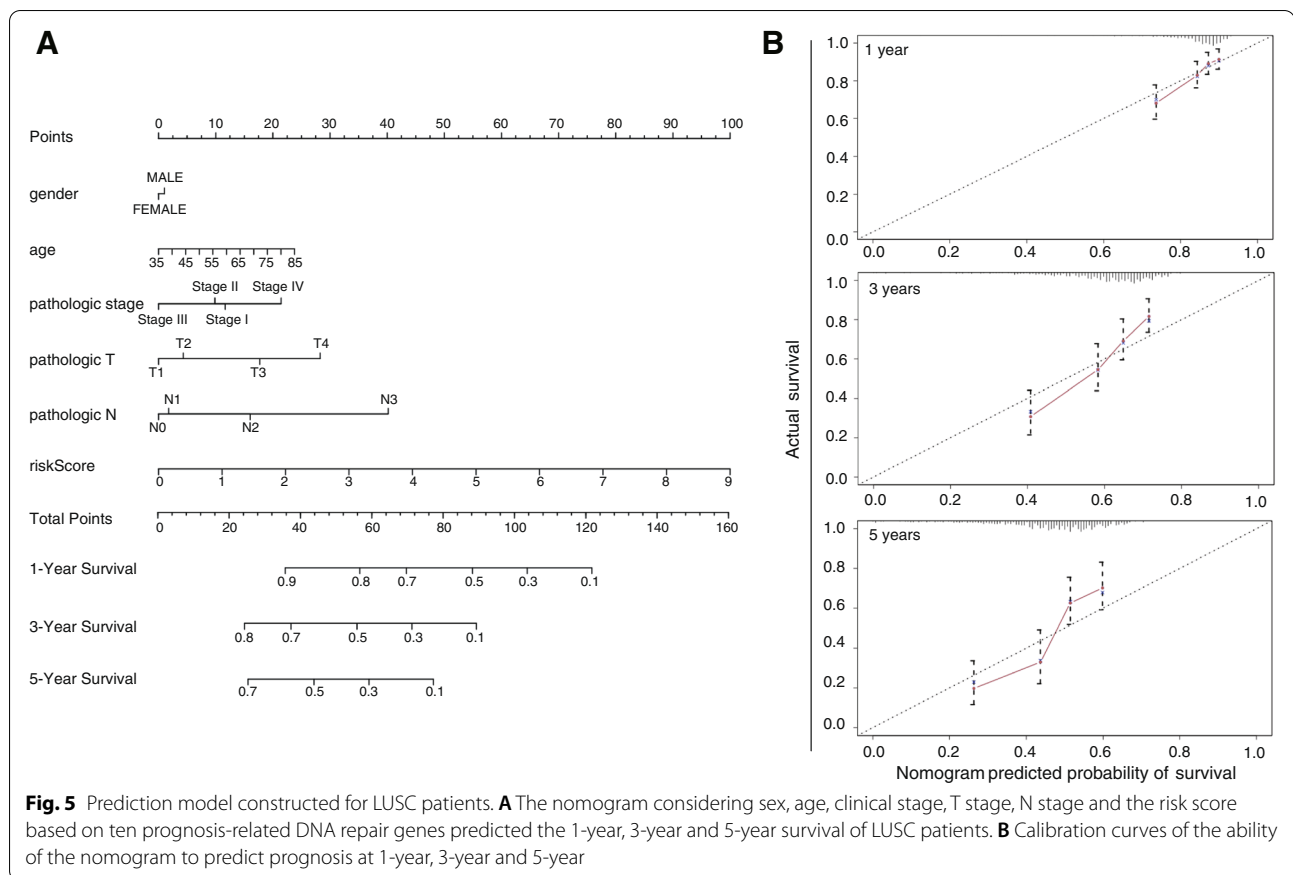 A
Points
0 10 20 30 40 50 60 70 80 90 100
gender
MALE
FEMALE
age
35 45 55 65 75 85
pathologic stage
Stage II Stage IV
Stage III Stage I
pathologic T
T2 T4
T1 T3
pathologic N
N1 N3
N0 N2
riskScore
0 1 2 3 4 5 6 7 8 9
Total Points
0 20 40 60 80 100 120 140 160
1-Year Survival
0.9 0.8 0.7 0.5 0.3 0.1
3-Year Survival
0.8 0.7 0.5 0.3 0.1
5-Year Survival
0.7 0.5 0.3 0.1
B
Actual survival
1 year
1.0
0.8
0.6
0.4
0.2
0.0
0.0 0.2 0.4 0.6 0.8 1.0
3 years
1.0
0.8
0.6
0.4
0.2
0.0
0.0 0.2 0.4 0.6 0.8 1.0
5 years
1.0
0.8
0.6
0.4
0.2
0.0
0.0 0.2 0.4 0.6 0.8 1.0
Nomogram predicted probability of survival
Fig. 5 Prediction model constructed for LUSC patients. A The nomogram considering sex, age, clinical stage, T stage, N stage and the risk score
based on ten prognosis-related DNA repair genes predicted the 1-year, 3-year and 5-year survival of LUSC patients. B Calibration curves of the ability
of the nomogram to predict prognosis at 1-year, 3-year and 5-year